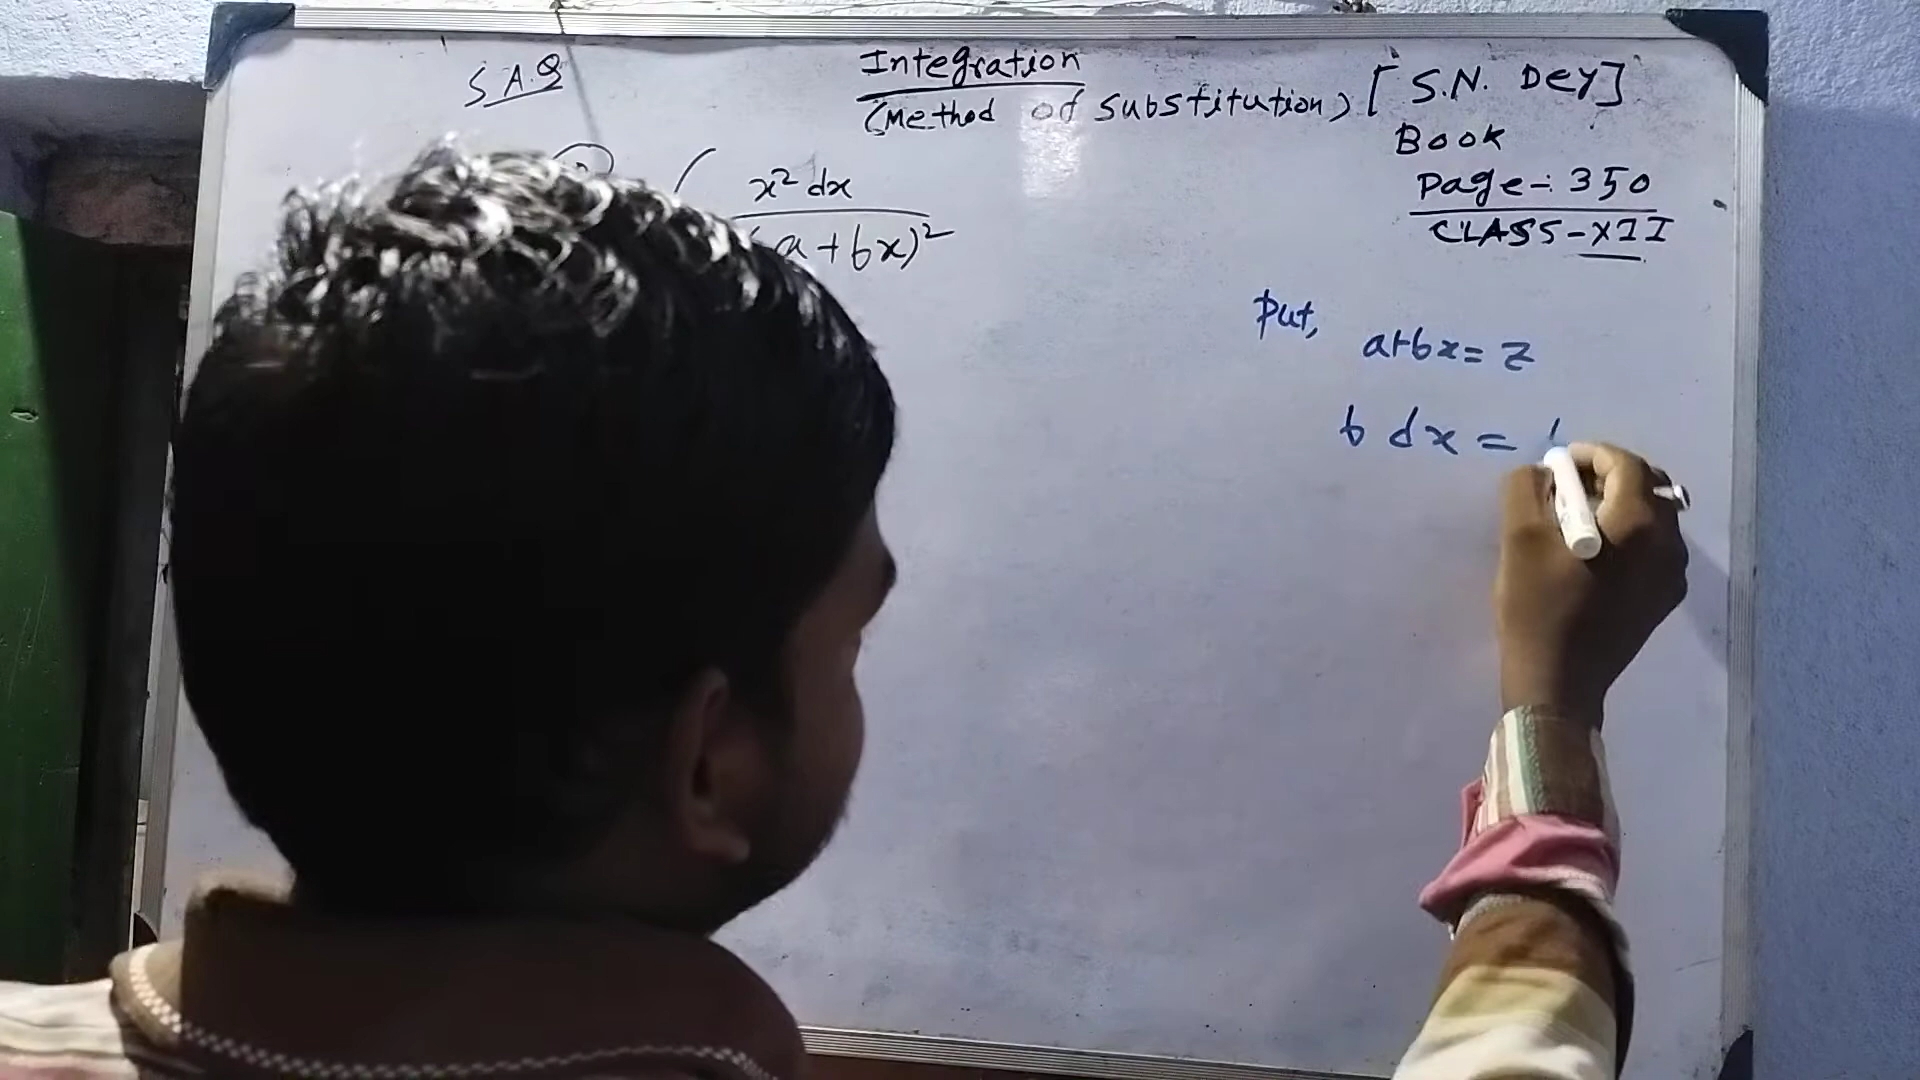 S.A.Q
Integration
(Method of Substitution) [S.N. Dey]
Book
Page-: 350
CLASS-XII
∫ x² dx
(a+bx)²
Put, a+bx = z
b dx =